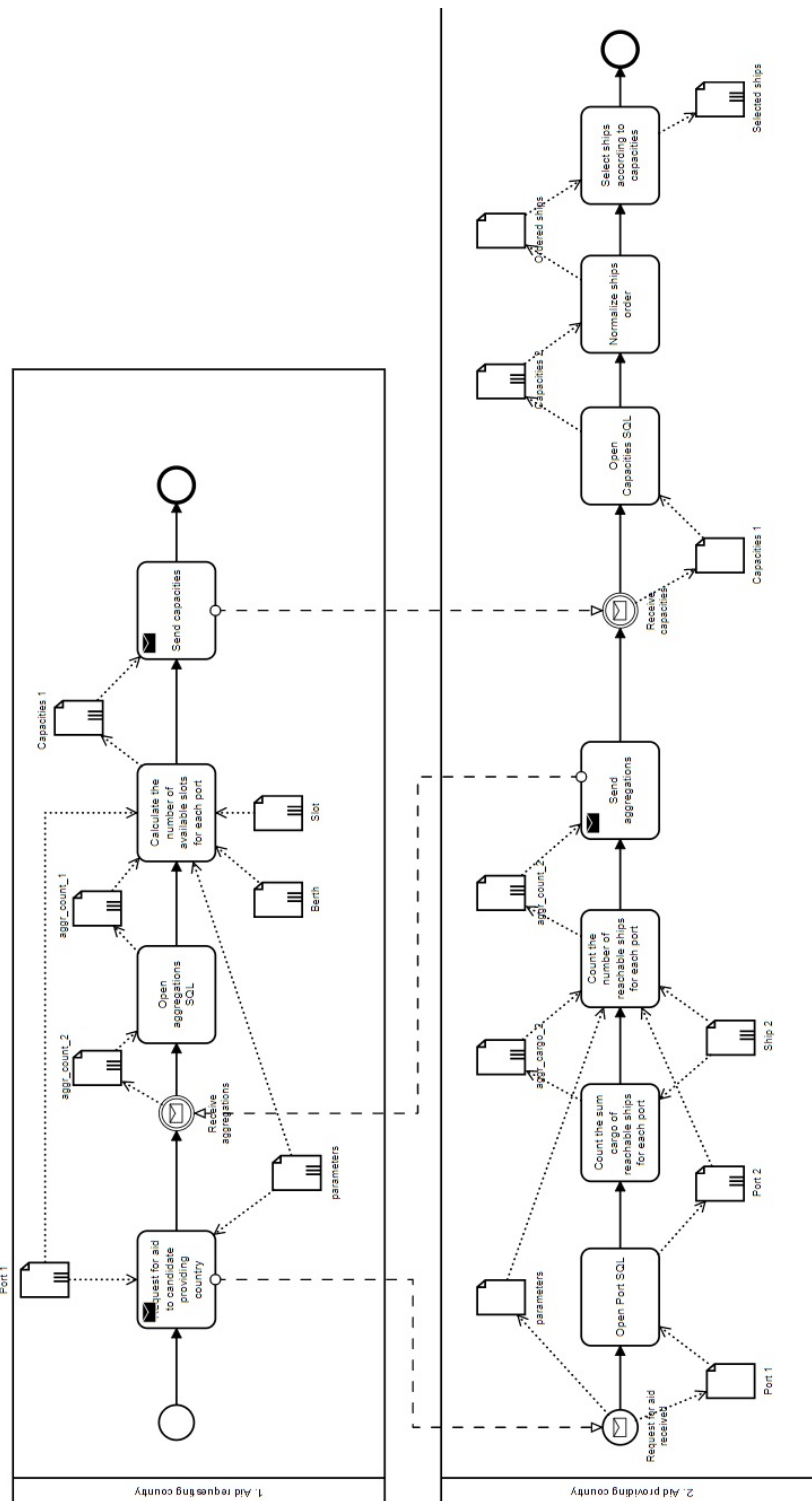 1. Aid requesting country
Port 1
Request for aid
to candidate
providing
country
parameters
Receive
aggregations
aggr_count_2
Open
aggregations
SQL
aggr_count_1
Berth
Slot
Calculate the
number of
available slots
for each port
Capacities 1
Send capacities
2. Aid providing country
Request for aid
received
Port 1
parameters
Open Port SQL
Port 2
Count the sum
cargo of
reachable ships
for each port
aggr_cargo_2
Ship 2
Count the
number of
reachable ships
for each port
aggr_count_2
Send
aggregations
Receive
capacities
Capacities 1
Open
Capacities SQL
Capacities 2
Normalize ships
order
Ordered ships
Select ships
according to
capacities
Selected ships